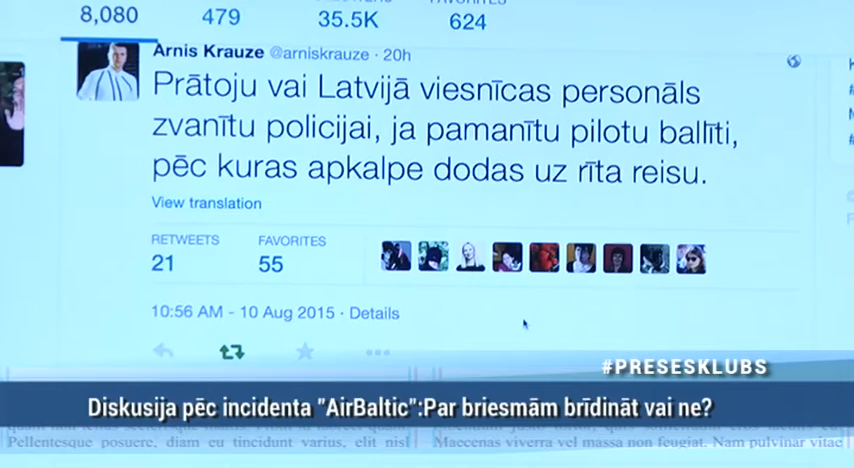 8,080
479
35.5K
624
Arnis Krauze @arniskrauze · 20h
Prātoju vai Latvijā viesnīcas personāls
zvanītu policijai, ja pamanītu pilotu ballīti,
pēc kuras apkalpe dodas uz rīta reisu.
View translation
RETWEETS FAVORITES
21 55
10:56 AM - 10 Aug 2015 · Details
#PRESESKLUBS
Diskusija pēc incidenta "AirBaltic":Par briesmām brīdināt vai ne?
Pellentesque posuere, diam eu tincidunt varius, elit nisl
Maecenas viverra vel massa non feugiat. Nam pulvinar vitae